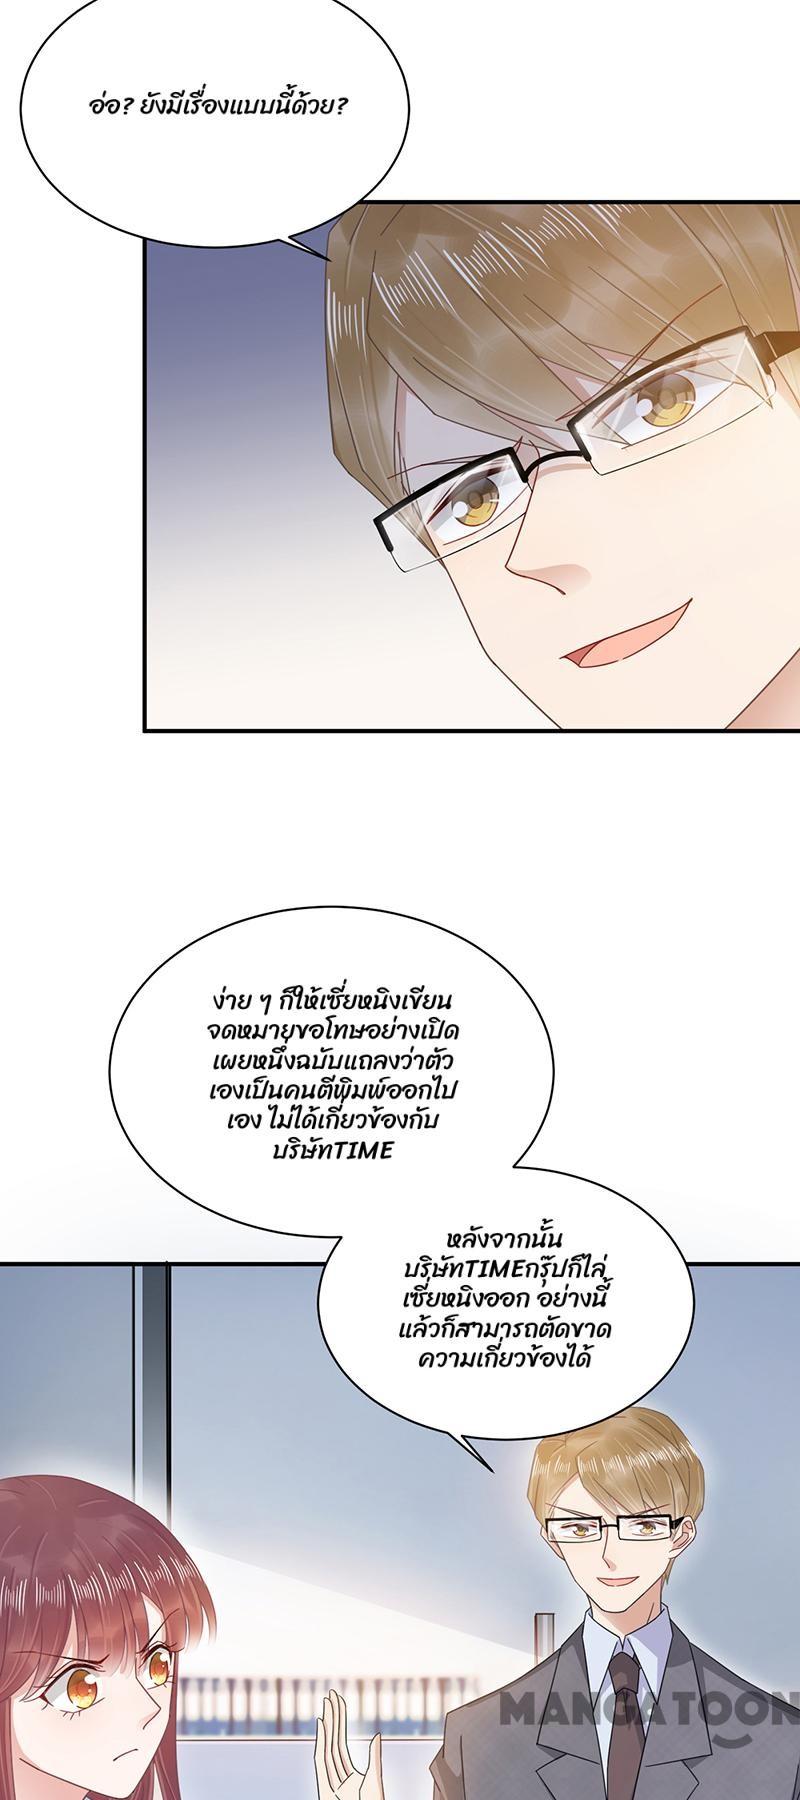 อ่อ? ยังมีเรื่องแบบนี้ด้วย?
ง่าย ๆ ก็ให้เซี่ยหนิงเขียน
จดหมายขอโทษอย่างเปิด
เผยหนึ่งฉบับแถลงว่าตัว
เองเป็นคนตีพิมพ์ออกไป
เอง ไม่ได้เกี่ยวข้องกับ
บริษัทTIME
หลังจากนั้น
บริษัทTIMEกรุ๊ปก็ไล่
เซี่ยหนิงออก อย่างนี้
แล้วก็สามารถตัดขาด
ความเกี่ยวข้องได้
MANGATOON